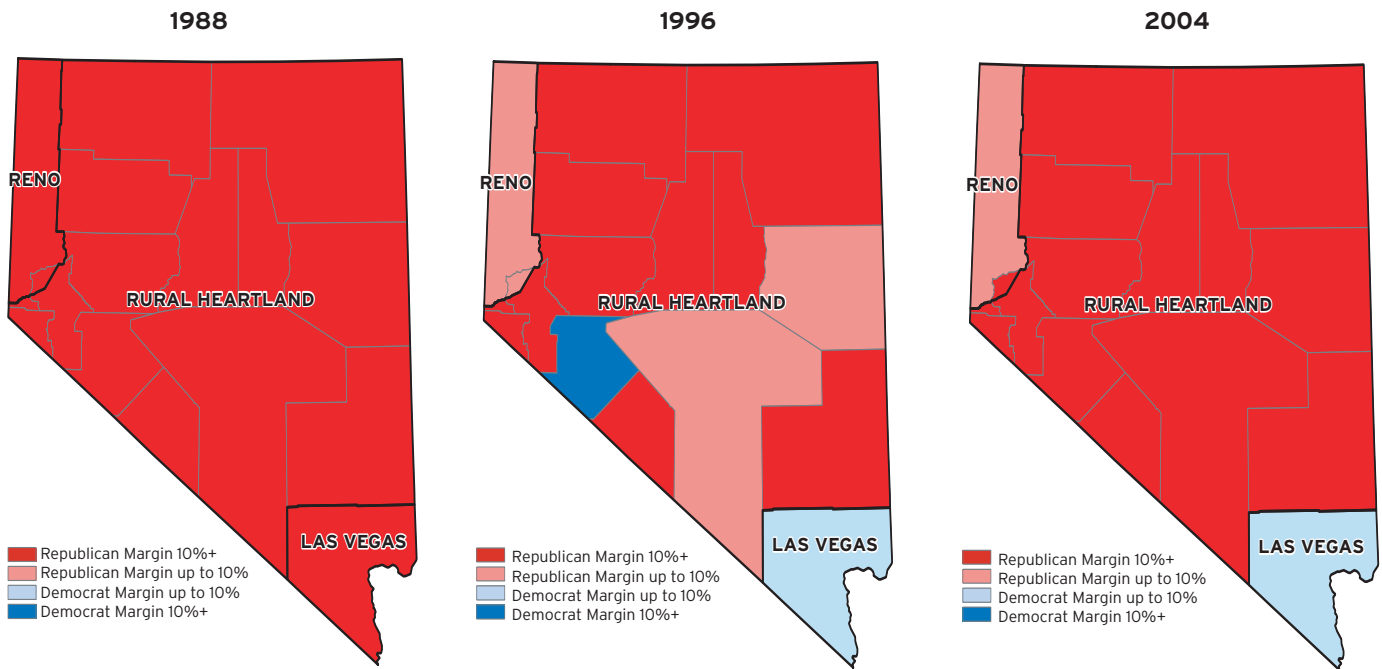 1988
RENO
RURAL HEARTLAND
LAS VEGAS
Republican Margin 10%+
Republican Margin up to 10%
Democrat Margin up to 10%
Democrat Margin 10%+
1996
RENO
RURAL HEARTLAND
LAS VEGAS
Republican Margin 10%+
Republican Margin up to 10%
Democrat Margin up to 10%
Democrat Margin 10%+
2004
RENO
RURAL HEARTLAND
LAS VEGAS
Republican Margin 10%+
Republican Margin up to 10%
Democrat Margin up to 10%
Democrat Margin 10%+